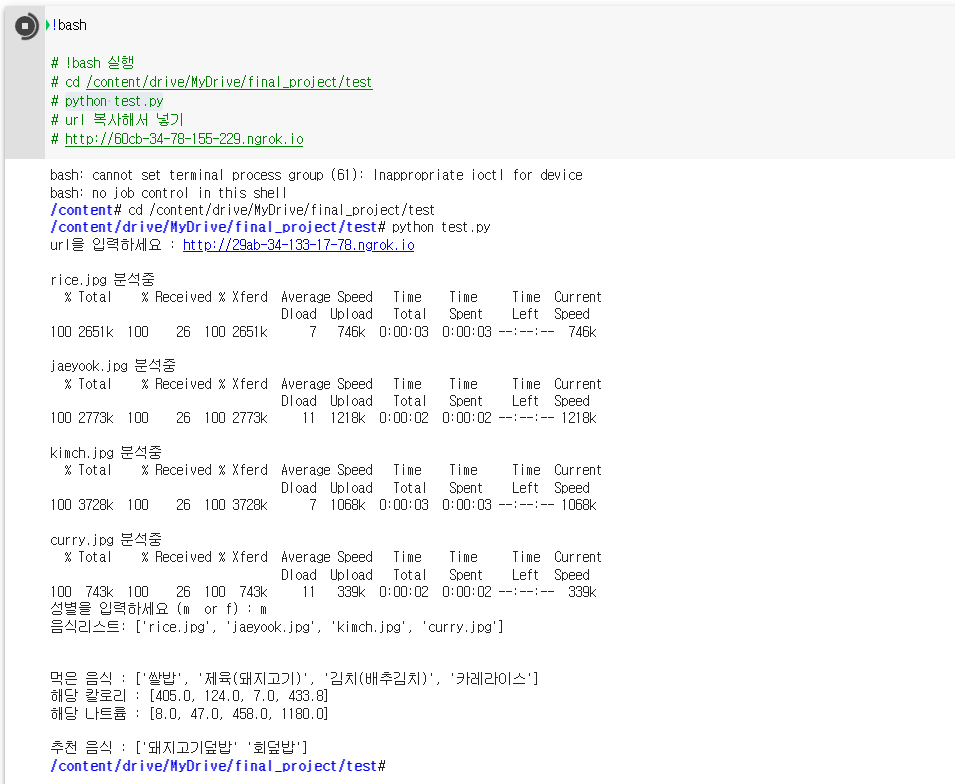 !bash
# !bash 실행
# cd /content/drive/MyDrive/final_project/test
# python test.py
# url 복사해서 넣기
# http://60cb-34-78-155-229.ngrok.io
bash: cannot set terminal process group (61): Inappropriate ioctl for device
bash: no job control in this shell
/content# cd /content/drive/MyDrive/final_project/test
/content/drive/MyDrive/final_project/test# python test.py
url을 입력하세요 : http://29ab-34-133-17-78.ngrok.io
rice.jpg 분석중
% Total    % Received % Xferd  Average Speed   Time    Time     Time  Current
Dload  Upload   Total   Spent    Left  Speed
100 2651k  100    26  100 2651k      7   746k  0:00:03  0:00:03 --:--:--  746k
jaeyook.jpg 분석중
% Total    % Received % Xferd  Average Speed   Time    Time     Time  Current
Dload  Upload   Total   Spent    Left  Speed
100 2773k  100    26  100 2773k     11  1218k  0:00:02  0:00:02 --:--:-- 1218k
kimch.jpg 분석중
% Total    % Received % Xferd  Average Speed   Time    Time     Time  Current
Dload  Upload   Total   Spent    Left  Speed
100 3728k  100    26  100 3728k      7  1068k  0:00:03  0:00:03 --:--:-- 1068k
curry.jpg 분석중
% Total    % Received % Xferd  Average Speed   Time    Time     Time  Current
Dload  Upload   Total   Spent    Left  Speed
100  743k  100    26  100  743k     11   339k  0:00:02  0:00:02 --:--:--  339k
성별을 입력하세요 (m  or f) : m
음식리스트: ['rice.jpg', 'jaeyook.jpg', 'kimch.jpg', 'curry.jpg']
먹은 음식 : ['쌀밥', '제육(돼지고기)', '김치(배추김치)', '카레라이스']
해당 칼로리 : [405.0, 124.0, 7.0, 433.8]
해당 나트륨 : [8.0, 47.0, 458.0, 1180.0]
추천 음식 : ['돼지고기덮밥' '회덮밥']
/content/drive/MyDrive/final_project/test#